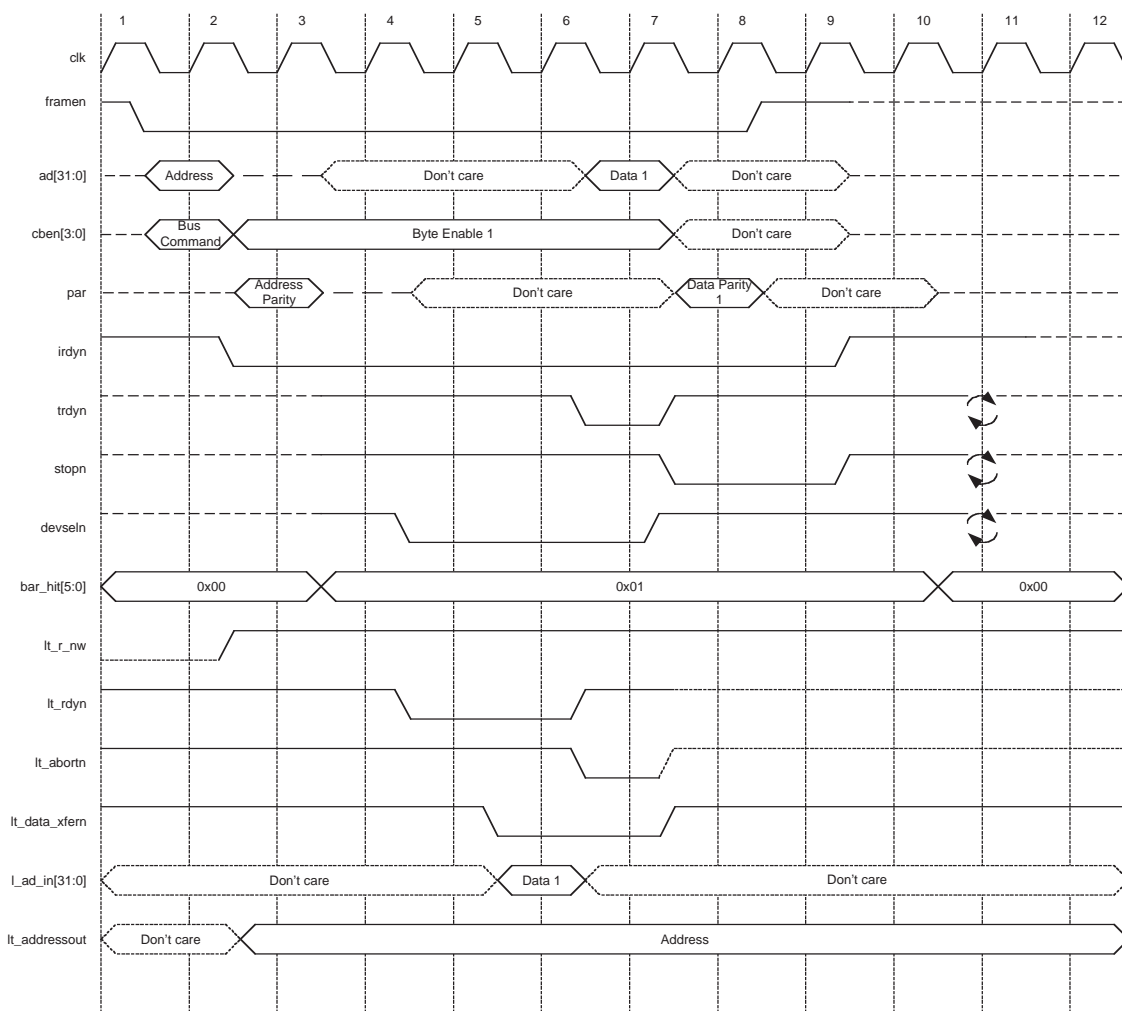 1 2 3 4 5 6 7 8 9 10 11 12
clk
framen
ad[31:0] Address Don't care Data 1 Don't care
cben[3:0] Bus Command Byte Enable 1 Don't care
par Address Parity Don't care Data Parity 1 Don't care
irdyn
trdyn
stopn
devseln
bar_hit[5:0] 0x00 0x01 0x00
lt_r_nw
lt_rdyn
lt_abortn
lt_data_xfern
l_ad_in[31:0] Don't care Data 1 Don't care
lt_addressout Don't care Address